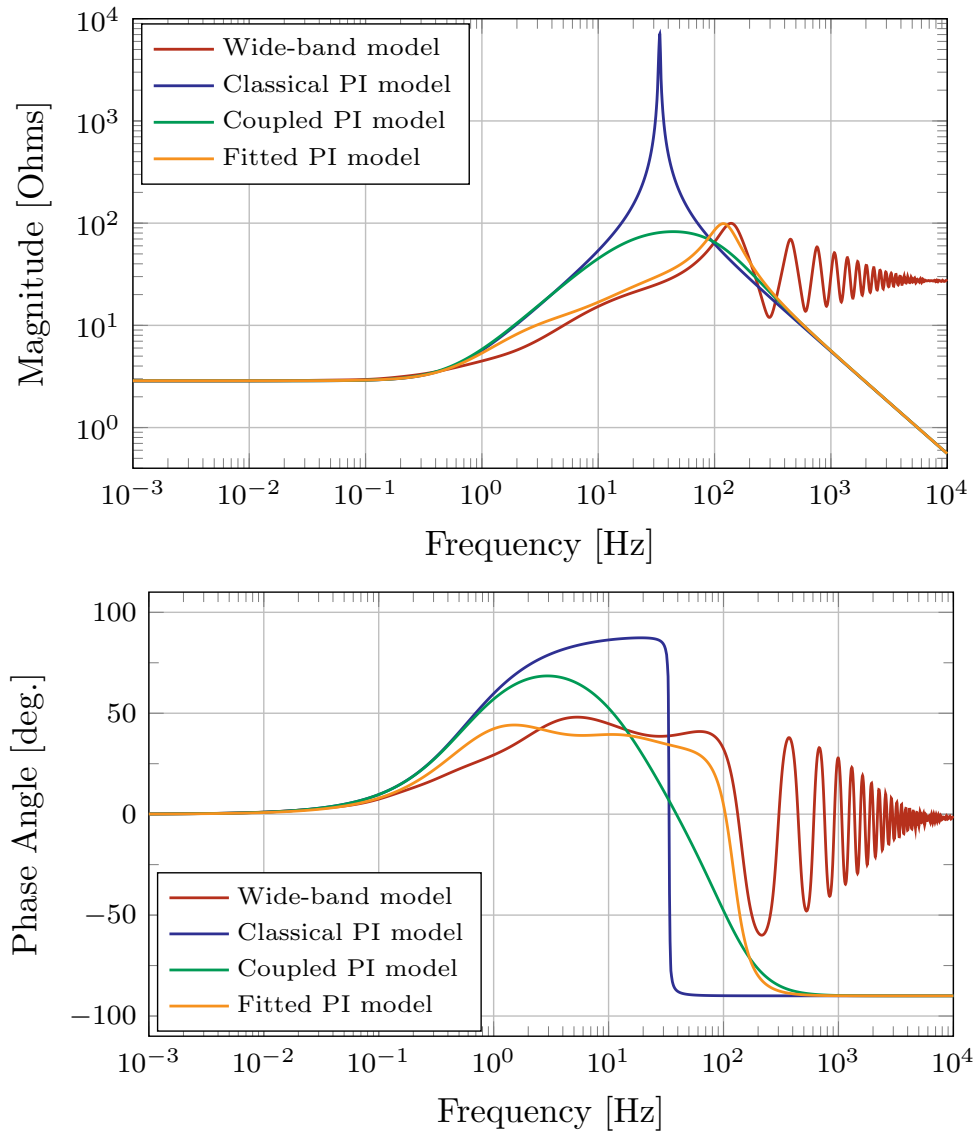 10^4
10^3
10^2
10^1
10^0
Magnitude [Ohms]
Wide-band model
Classical PI model
Coupled PI model
Fitted PI model
10^−3 10^−2 10^−1 10^0 10^1 10^2 10^3 10^4
Frequency [Hz]
100
50
0
−50
−100
Phase Angle [deg.]
Wide-band model
Classical PI model
Coupled PI model
Fitted PI model
10^−3 10^−2 10^−1 10^0 10^1 10^2 10^3 10^4
Frequency [Hz]